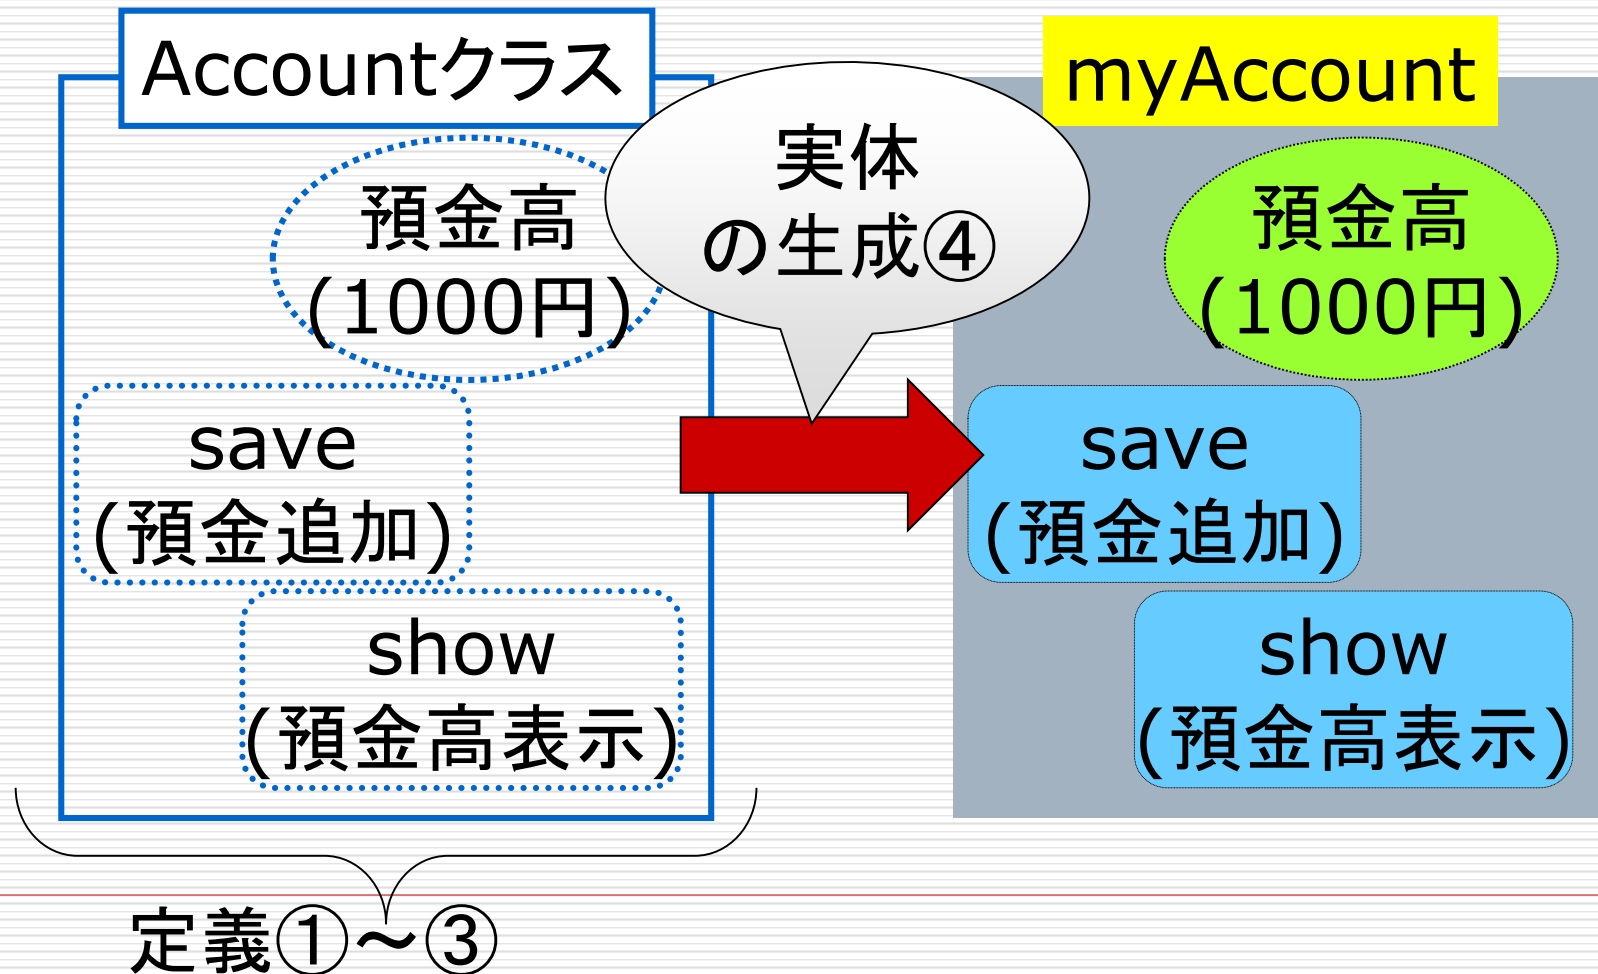 Accountクラス
預金高
(1000円)
save
(預金追加)
show
(預金高表示)
定義①～③
実体
の生成④
myAccount
預金高
(1000円)
save
(預金追加)
show
(預金高表示)